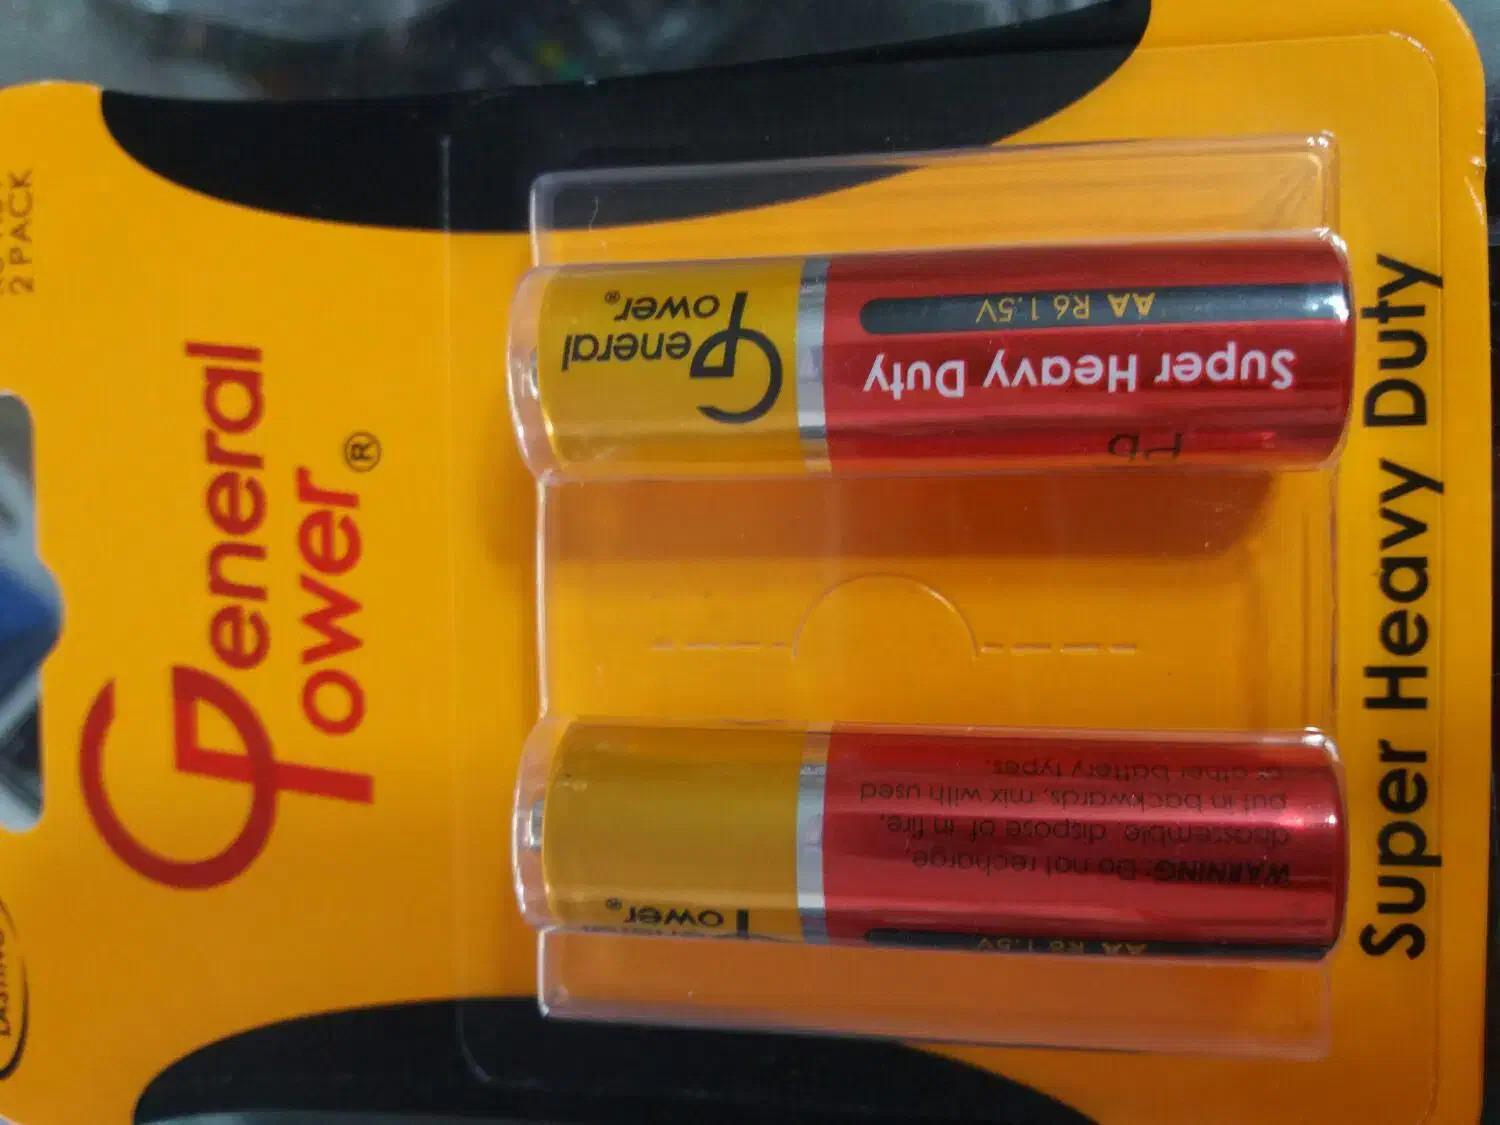 2 PACK
General
Power®
General
Power®
AA R6 1.5V
Super Heavy Duty
Pb
WARNING: Do not recharge,
disassemble, dispose of in fire,
put in backwards, mix with used
or other battery types.
Power®
AA R6 1.5V
Super Heavy Duty